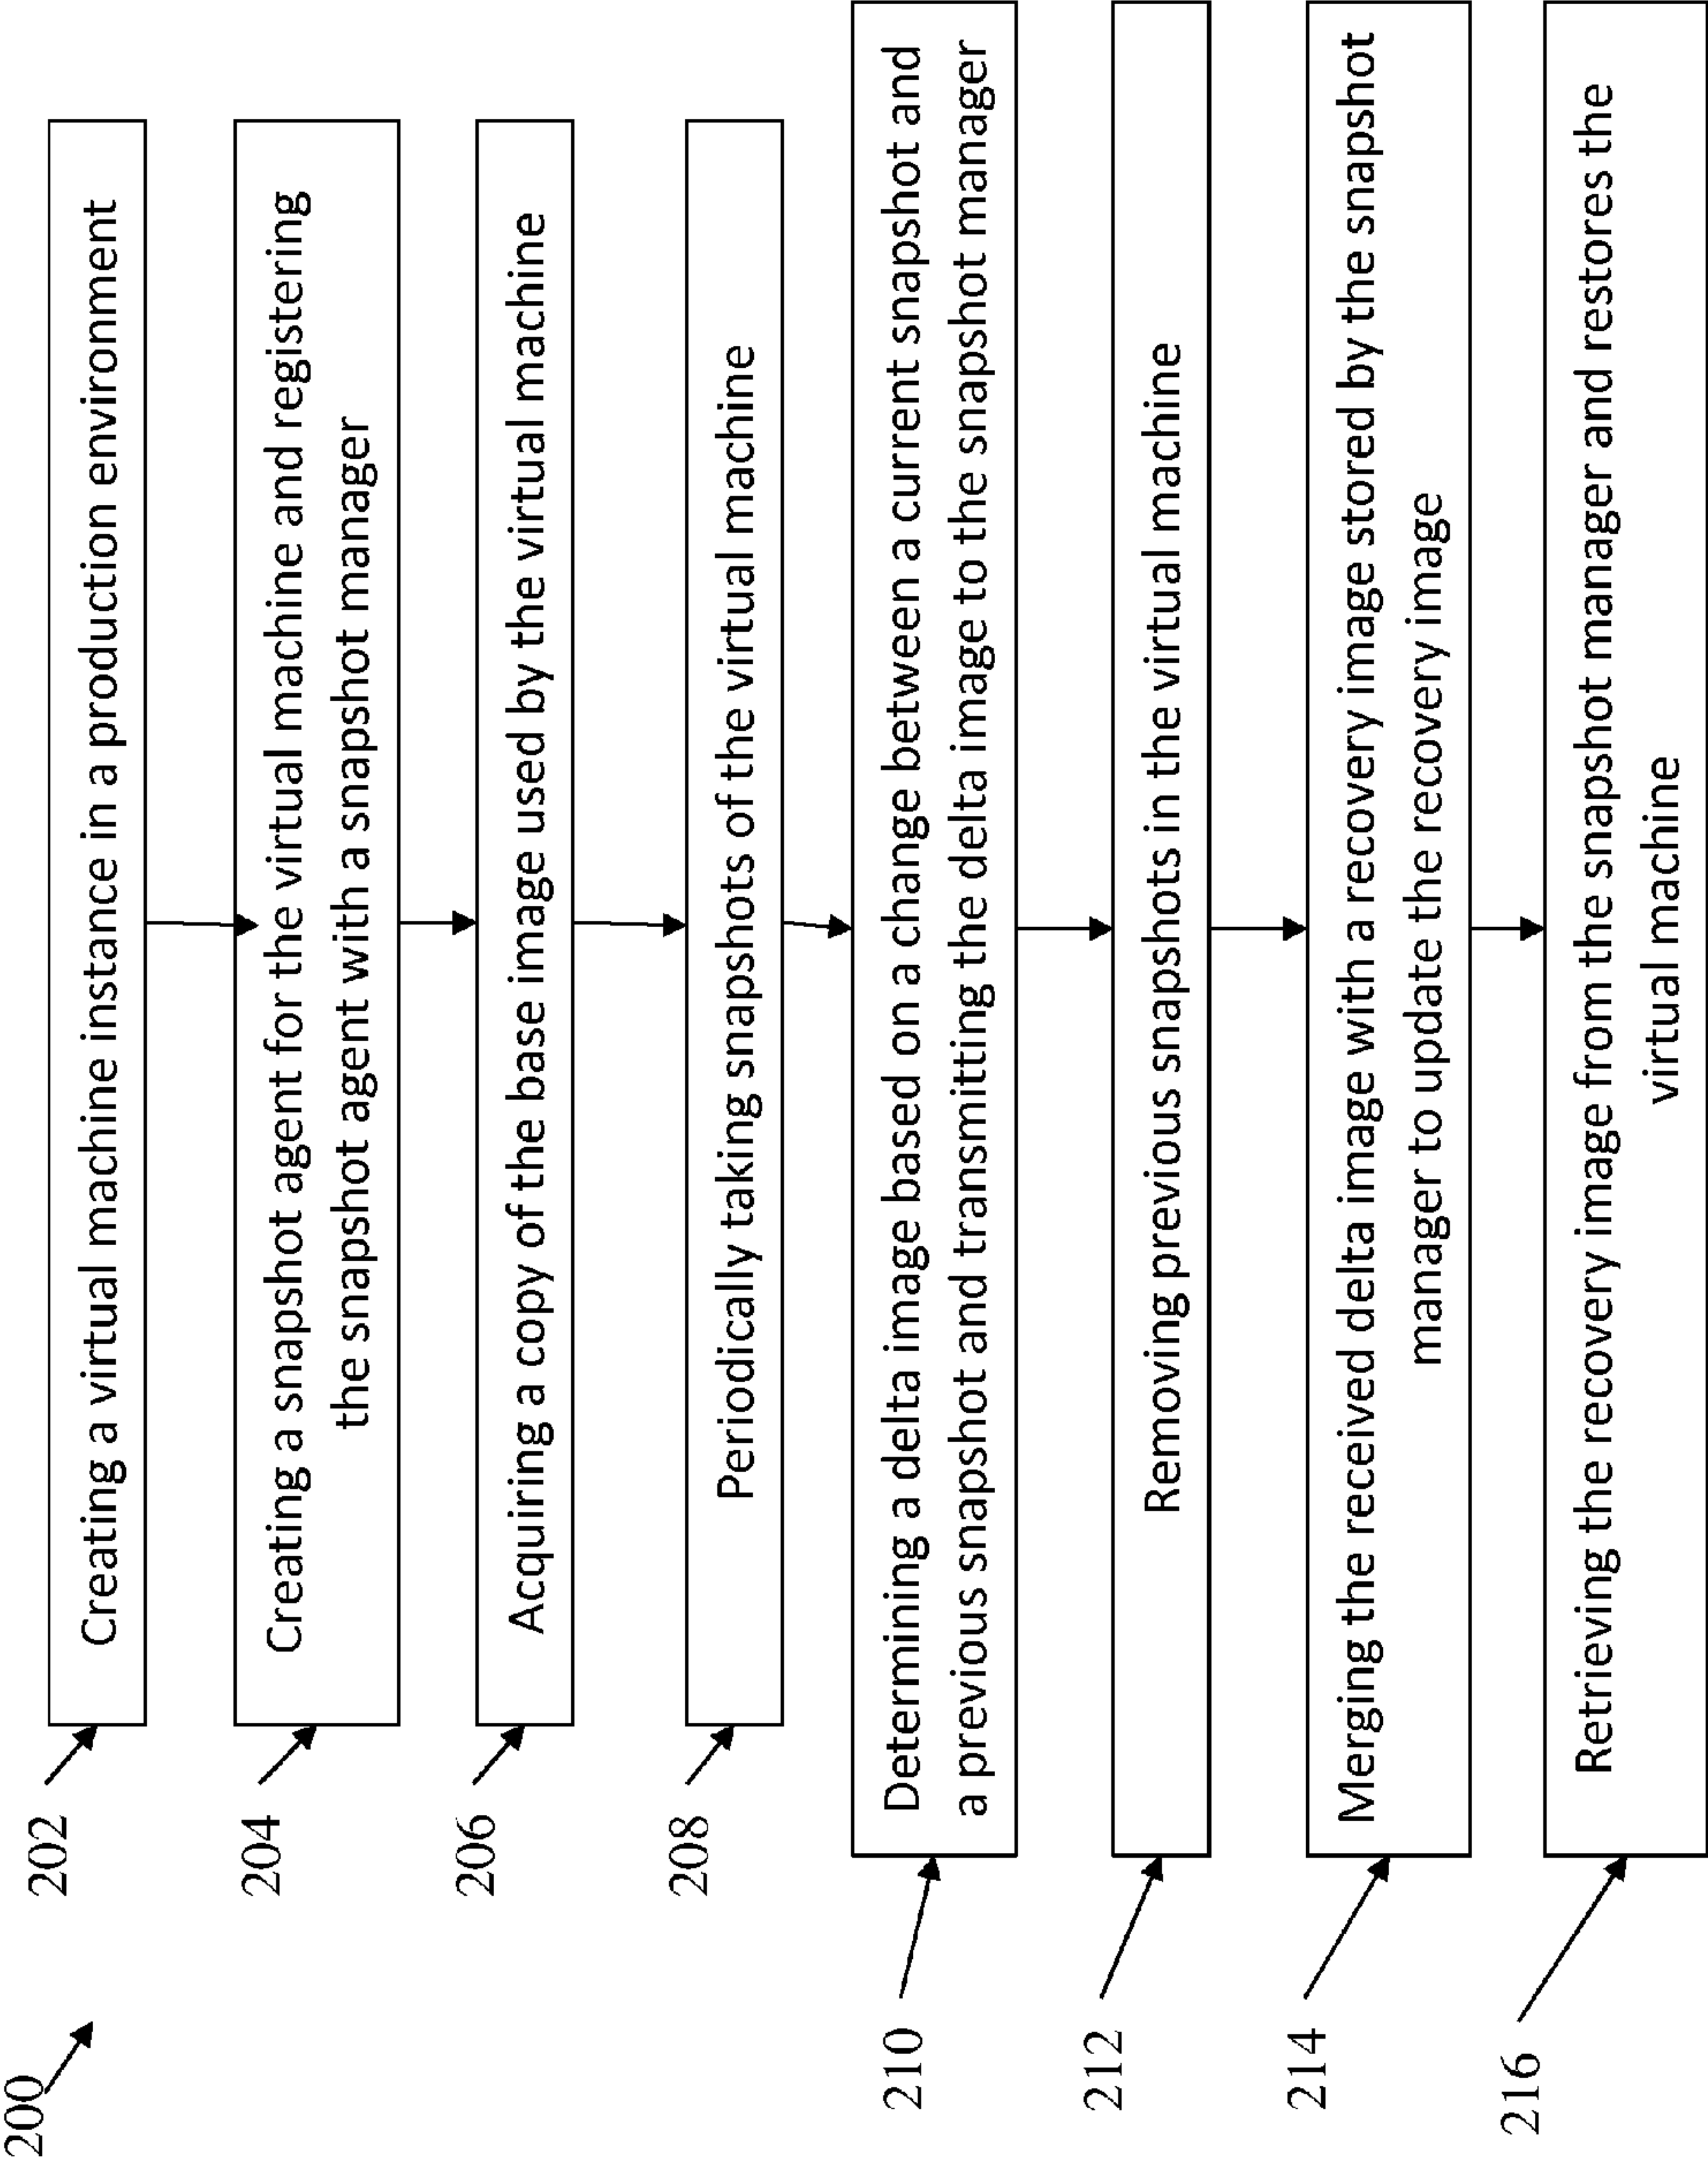 200
202
Creating a virtual machine instance in a production environment
204
Creating a snapshot agent for the virtual machine and registering
the snapshot agent with a snapshot manager
206
Acquiring a copy of the base image used by the virtual machine
208
Periodically taking snapshots of the virtual machine
210
Determining a delta image based on a change between a current snapshot and
a previous snapshot and transmitting the delta image to the snapshot manager
212
Removing previous snapshots in the virtual machine
214
Merging the received delta image with a recovery image stored by the snapshot
manager to update the recovery image
216
Retrieving the recovery image from the snapshot manager and restores the
virtual machine